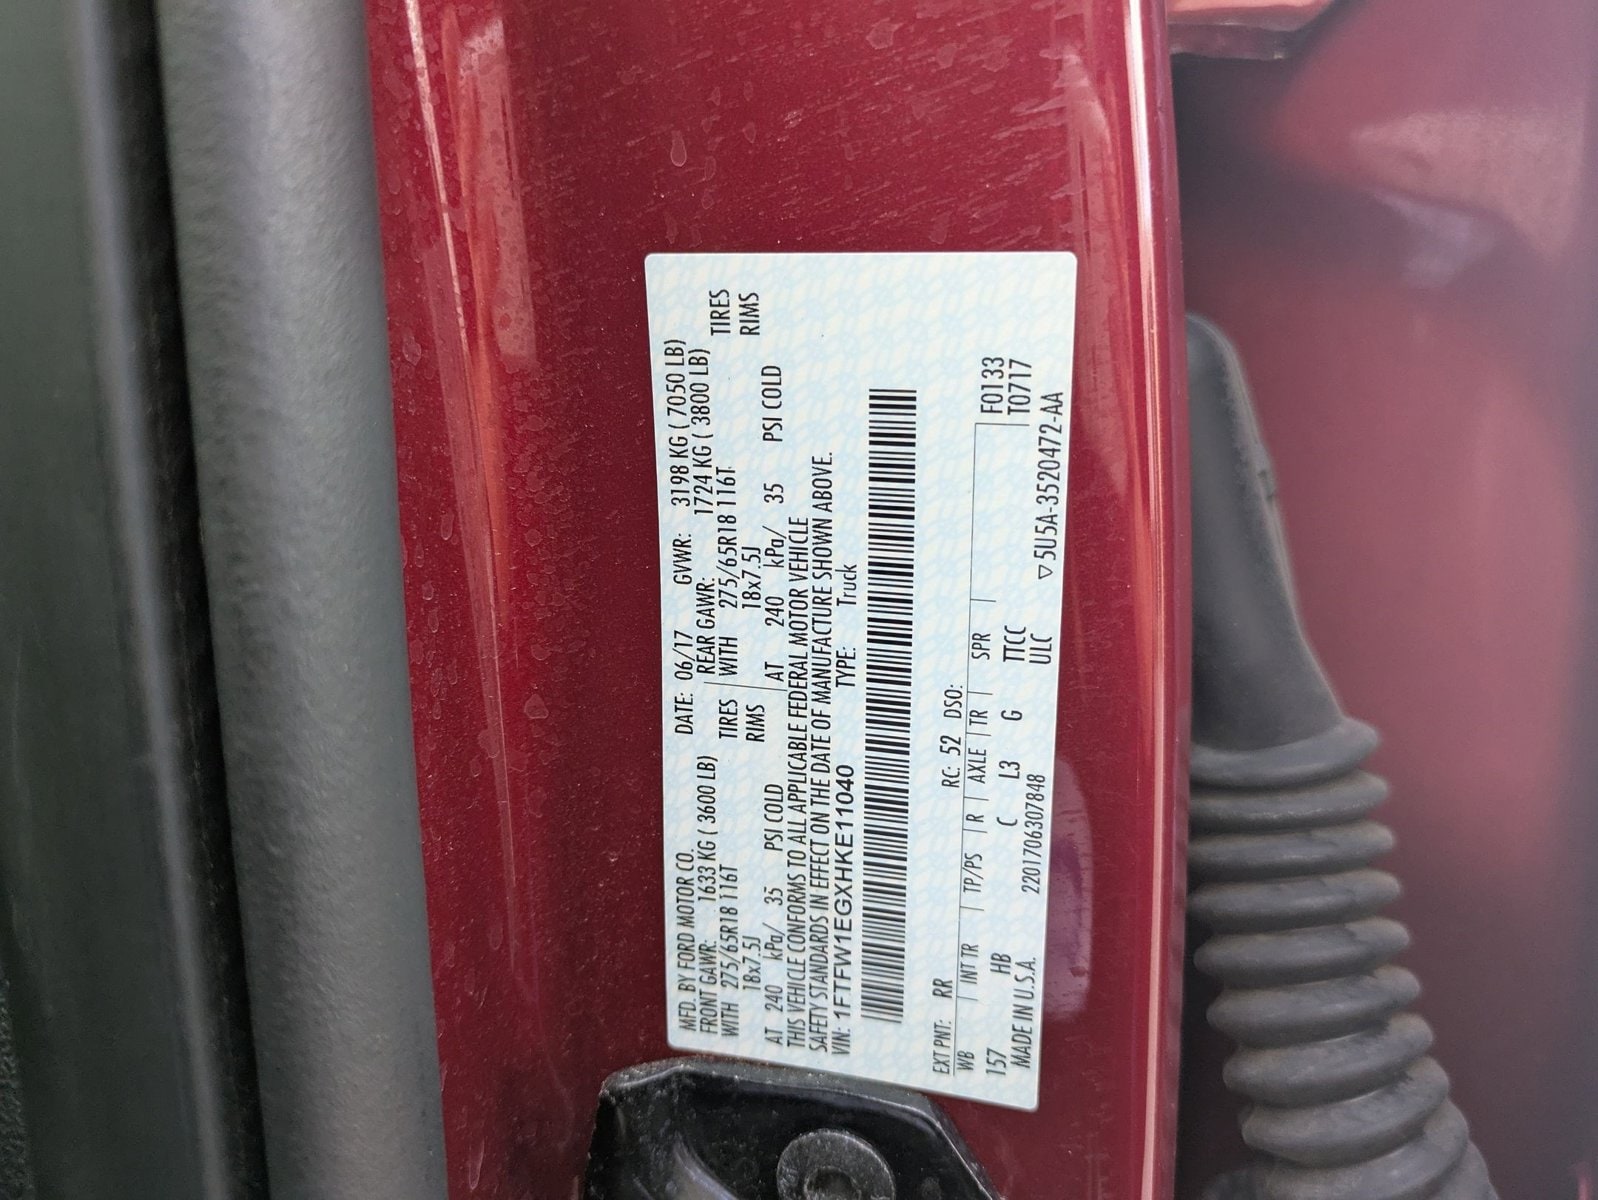 MFD. BY FORD MOTOR CO.
DATE: 06/17 GVWR: 3198 KG ( 7050 LB)
FRONT GAWR: 1633 KG ( 3600 LB)
REAR GAWR: 1724 KG ( 3800 LB)
WITH 275/65R18 116T TIRES
WITH 275/65R18 116T TIRES
18x7.5J RIMS
18x7.5J RIMS
AT 240 kPa/ 35 PSI COLD
AT 240 kPa/ 35 PSI COLD
THIS VEHICLE CONFORMS TO ALL APPLICABLE FEDERAL MOTOR VEHICLE
SAFETY STANDARDS IN EFFECT ON THE DATE OF MANUFACTURE SHOWN ABOVE.
VIN: 1FTFW1EGXHKE11040 TYPE: Truck
EXT PNT: RR RC: 52 DSO:
WB | INT TR | TP/PS | R | AXLE | TR | SPR | F0133
157 HB C L3 G TTCC T0717
MADE IN U.S.A. 2201706307848 ULC
▽5U5A-3520472-AA